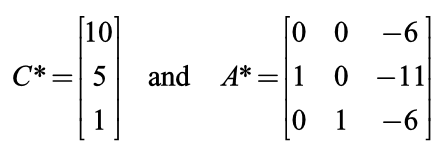 C* = [10 5 1] and A* = [0 0 −6
1 0 −11
0 1 −6]